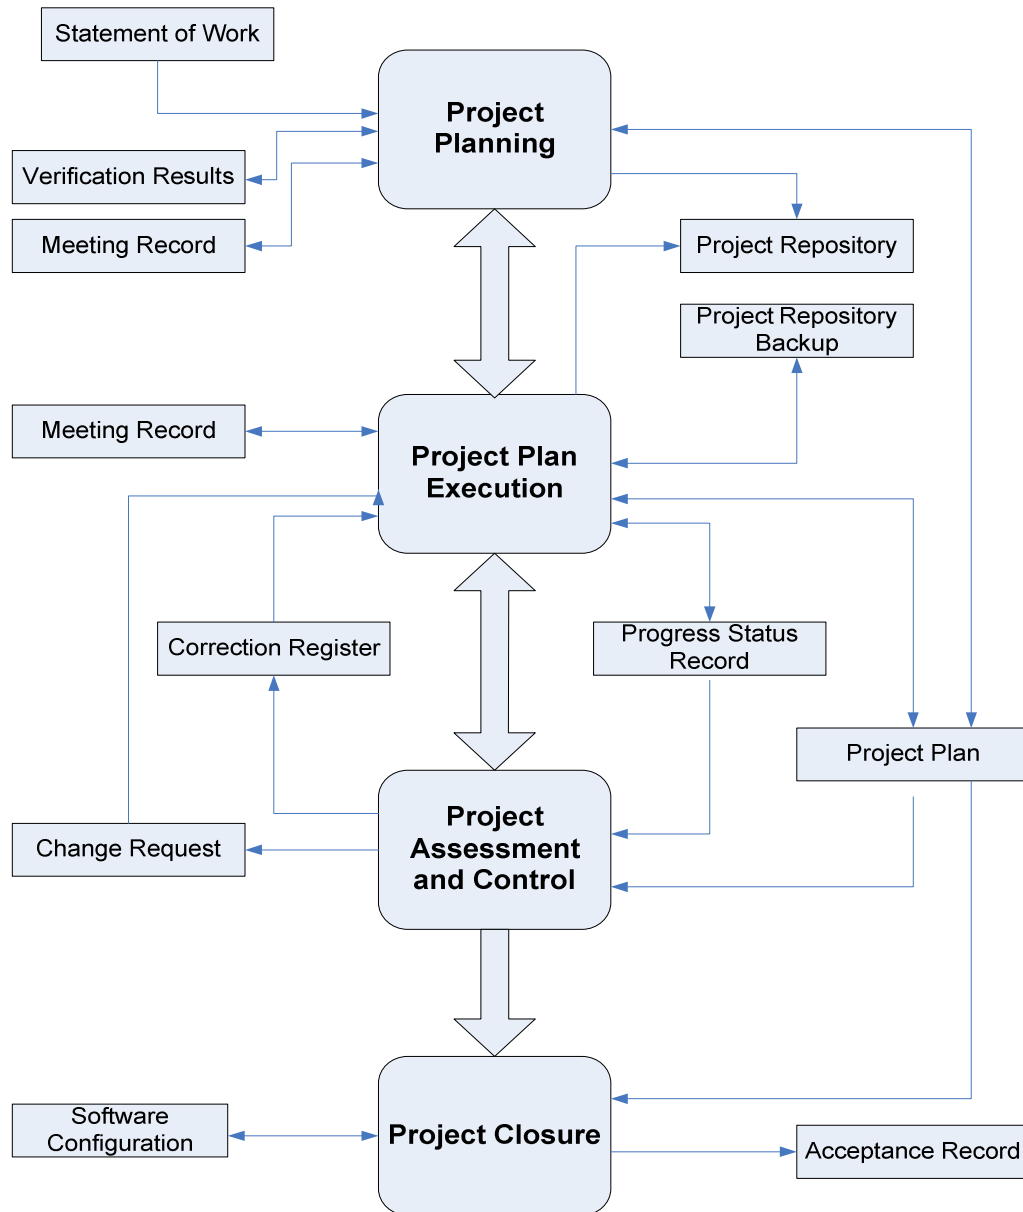 Statement of Work
Project
Planning
Verification Results
Meeting Record
Project Repository
Project Repository
Backup
Meeting Record
Project Plan
Execution
Correction Register
Progress Status
Record
Project Plan
Project
Assessment
and Control
Change Request
Software
Configuration
Project Closure
Acceptance Record